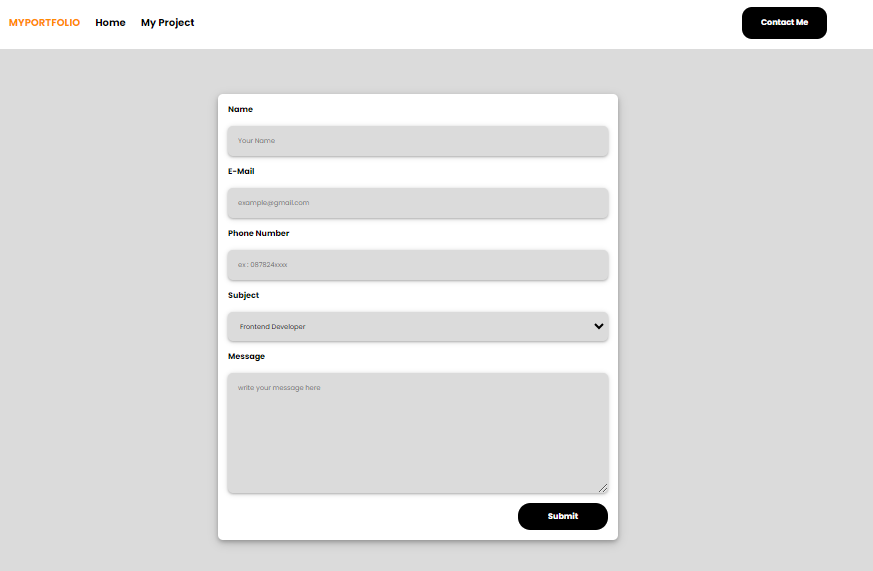 MYPORTFOLIO Home My Project Contact Me
Name
Your Name
E-Mail
example@gmail.com
Phone Number
ex : 087824xxxx
Subject
Frontend Developer
Message
write your message here
Submit